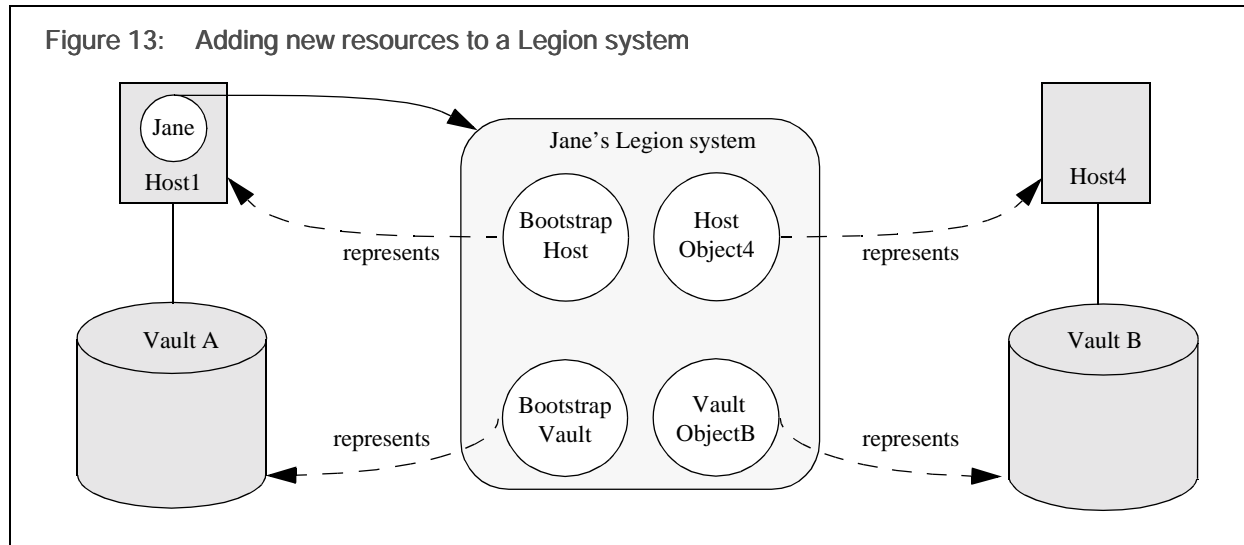 Figure 13: Adding new resources to a Legion system
Jane
Host1
Jane's Legion system
Host4
Bootstrap
Host
Host
Object4
represents
represents
Vault A
Vault B
Bootstrap
Vault
Vault
ObjectB
represents
represents